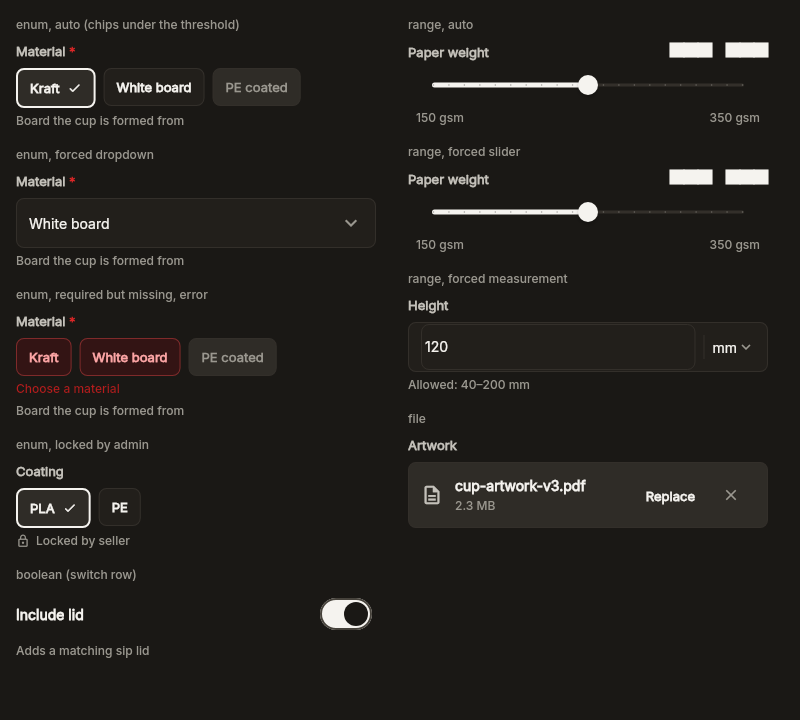 enum, auto (chips under the threshold)
Material *
Kraft
White board
PE coated
Board the cup is formed from
enum, forced dropdown
Material *
White board
Board the cup is formed from
enum, required but missing, error
Material *
Kraft
White board
PE coated
Choose a material
Board the cup is formed from
enum, locked by admin
Coating
PLA
PE
Locked by seller
boolean (switch row)
Include lid
Adds a matching sip lid
range, auto
Paper weight
150 gsm
350 gsm
range, forced slider
Paper weight
150 gsm
350 gsm
range, forced measurement
Height
120
mm
Allowed: 40–200 mm
file
Artwork
cup-artwork-v3.pdf
2.3 MB
Replace